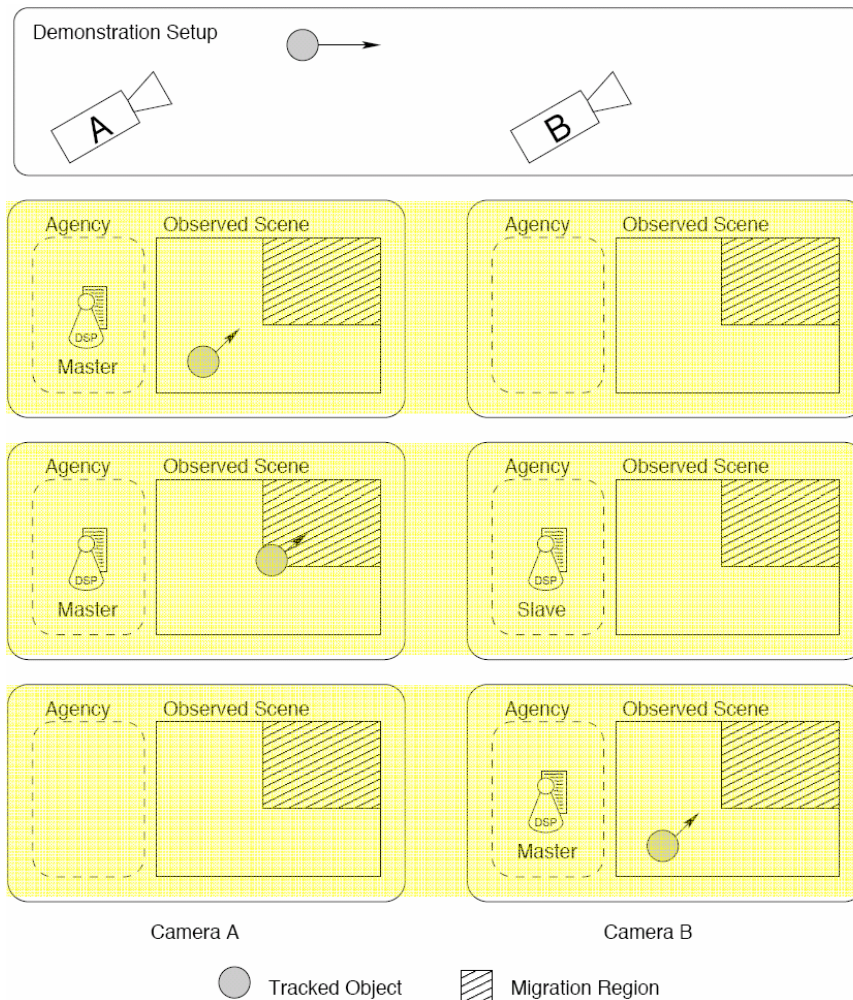 Demonstration Setup
A
B
Agency Observed Scene
DSP
Master
Agency Observed Scene
Agency Observed Scene
DSP
Master
Agency Observed Scene
DSP
Slave
Agency Observed Scene
Agency Observed Scene
DSP
Master
Camera A
Camera B
Tracked Object
Migration Region